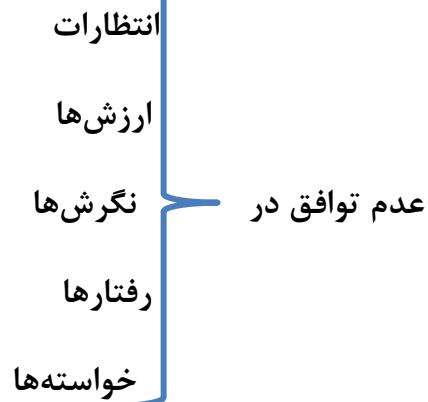 انتظارات
ارزش‌ها
عدم توافق در نگرش‌ها
رفتارها
خواسته‌ها